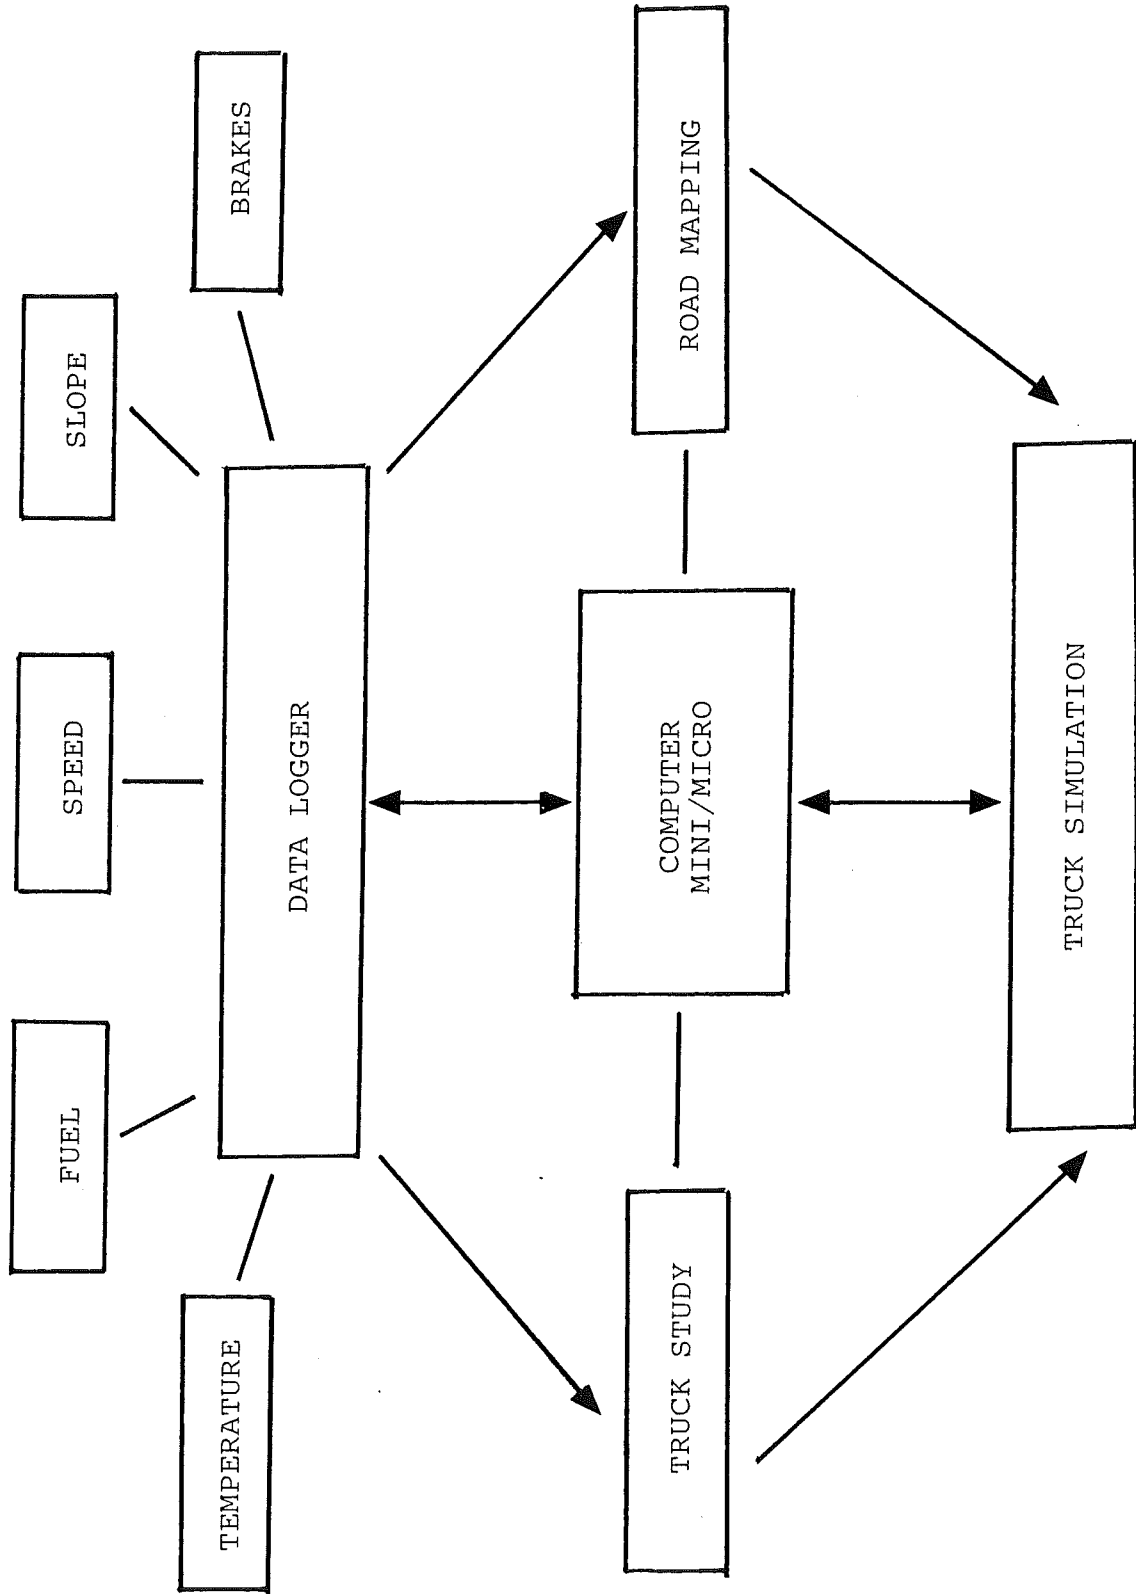 TEMPERATURE
FUEL
SPEED
SLOPE
BRAKES
DATA LOGGER
TRUCK STUDY
COMPUTER
MINI/MICRO
ROAD MAPPING
TRUCK SIMULATION